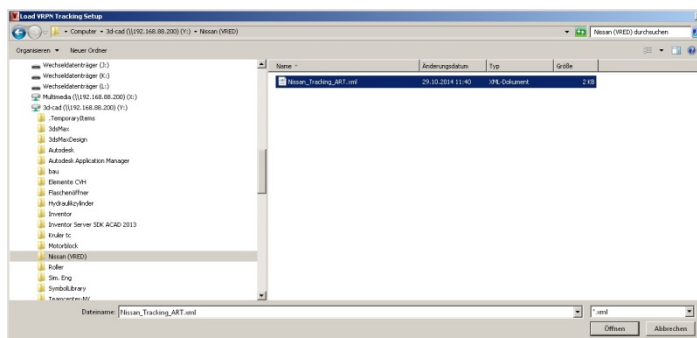 Load VRPN Tracking Setup
Computer ▸ 3d-cad (\\192.168.88.200) (Y:) ▸ Nissan (VRED)
Nissan (VRED) durchsuchen
Organisieren
Neuer Ordner
Wechseldatenträger (J:)
Wechseldatenträger (K:)
Wechseldatenträger (L:)
Multimedia (\\192.168.88.200) (X:)
3d-cad (\\192.168.88.200) (Y:)
.TemporaryItems
3dsMax
3dsMaxDesign
Autodesk
Autodesk Application Manager
bau
Elemente CVH
Flaschenöffner
Hydraulikzylinder
Inventor
Inventor Server SDK ACAD 2013
Kruler tc
Motorblock
Nissan (VRED)
Roller
Sim. Eng
SymbolLibrary
Teamcenter-NV
Name
Änderungsdatum
Typ
Größe
Nissan_Tracking_ART.xml
29.10.2014 11:40
XML-Dokument
2 KB
Dateiname:
Nissan_Tracking_ART.xml
*.xml
Öffnen
Abbrechen